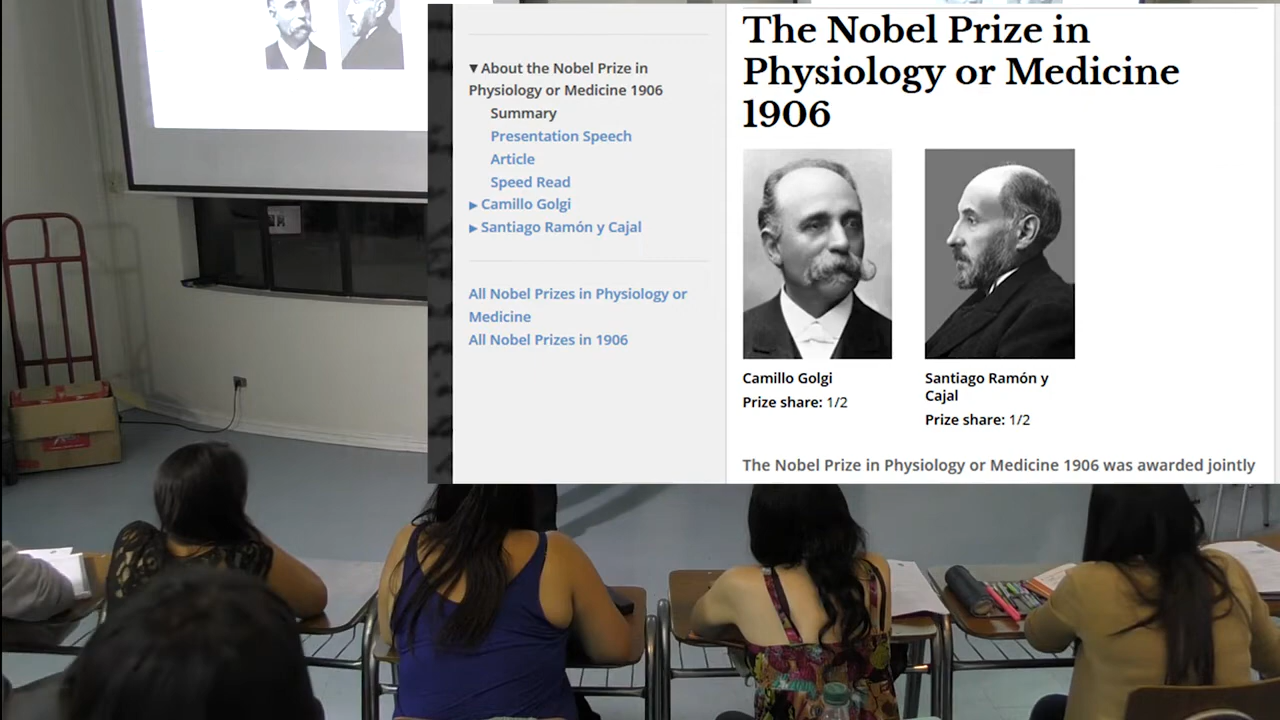 ▼About the Nobel Prize in
Physiology or Medicine 1906
Summary
Presentation Speech
Article
Speed Read
▶ Camillo Golgi
▶ Santiago Ramón y Cajal
All Nobel Prizes in Physiology or
Medicine
All Nobel Prizes in 1906
The Nobel Prize in
Physiology or Medicine
1906
Camillo Golgi
Prize share: 1/2
Santiago Ramón y
Cajal
Prize share: 1/2
The Nobel Prize in Physiology or Medicine 1906 was awarded jointly